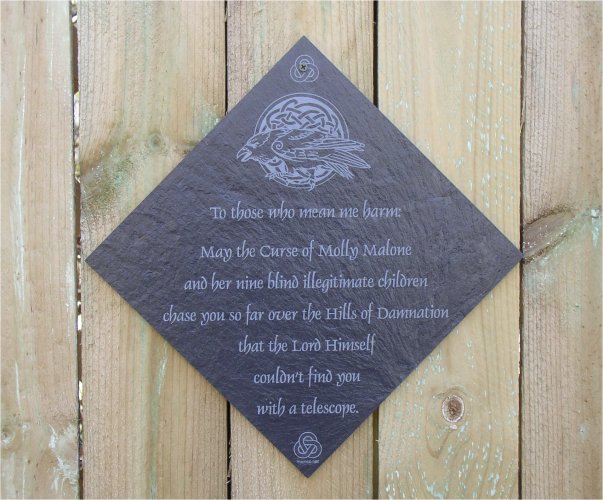 To those who mean me harm:
May the Curse of Molly Malone
and her nine blind illegitimate children
chase you so far over the Hills of Damnation
that the Lord Himself
couldn't find you
with a telescope.